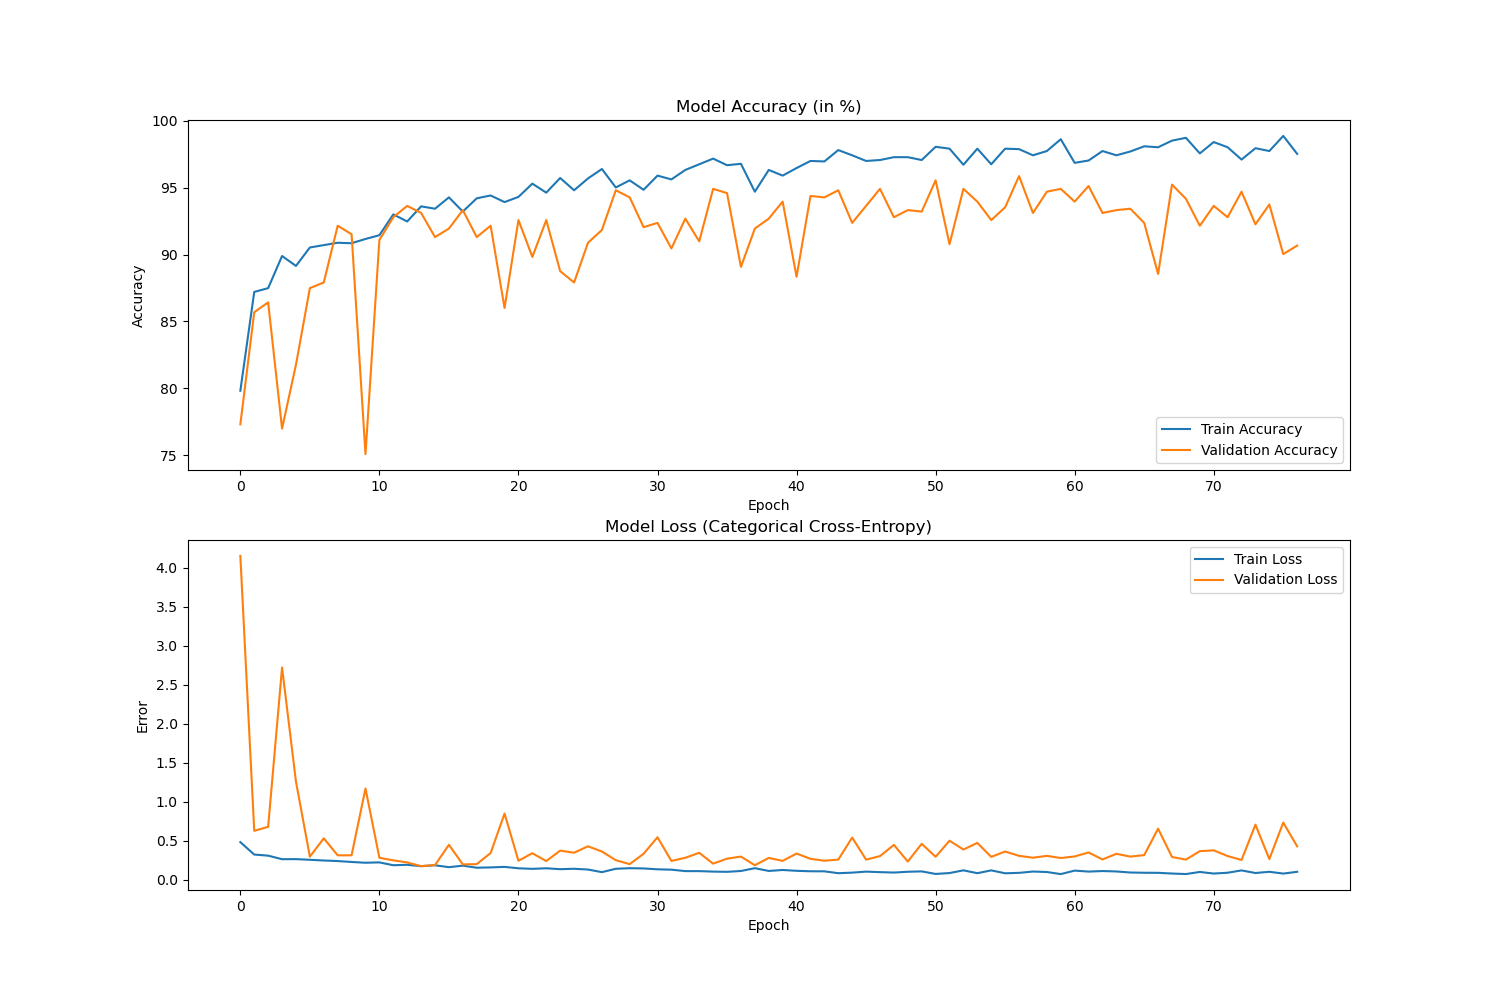 Model Accuracy (in %)
100
95
90
85
80
75
Accuracy
Train Accuracy
Validation Accuracy
0 10 20 30 40 50 60 70
Epoch
Model Loss (Categorical Cross-Entropy)
4.0
3.5
3.0
2.5
2.0
1.5
1.0
0.5
0.0
Error
Train Loss
Validation Loss
0 10 20 30 40 50 60 70
Epoch